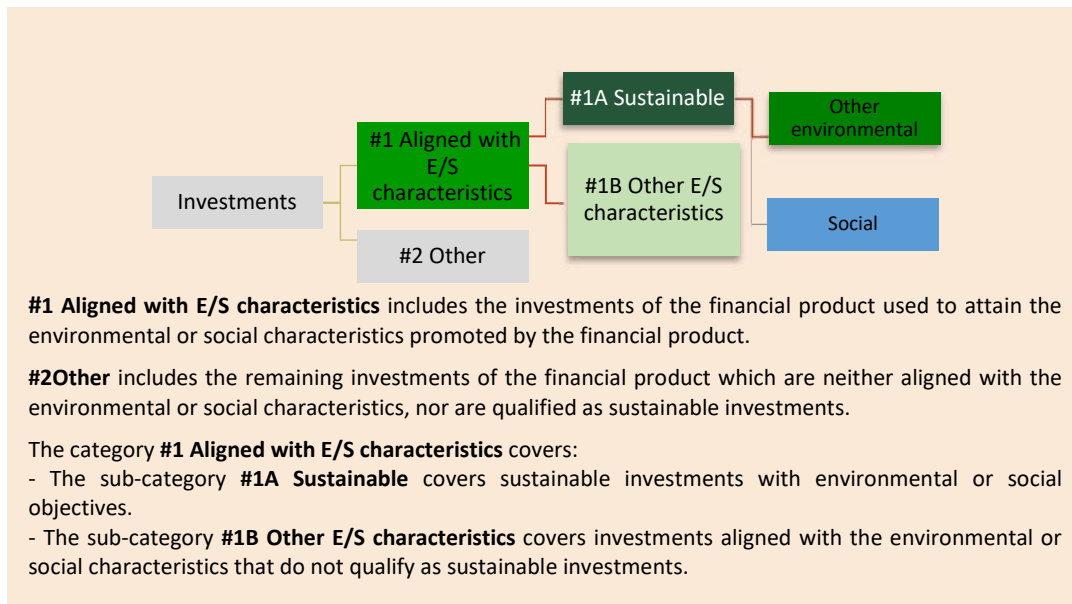 #1A Sustainable
Other
environmental
#1 Aligned with
E/S
characteristics
#1B Other E/S
characteristics
Investments
Social
#2 Other
#1 Aligned with E/S characteristics includes the investments of the financial product used to attain the
environmental or social characteristics promoted by the financial product.
#2Other includes the remaining investments of the financial product which are neither aligned with the
environmental or social characteristics, nor are qualified as sustainable investments.
The category #1 Aligned with E/S characteristics covers:
- The sub-category #1A Sustainable covers sustainable investments with environmental or social
objectives.
- The sub-category #1B Other E/S characteristics covers investments aligned with the environmental or
social characteristics that do not qualify as sustainable investments.